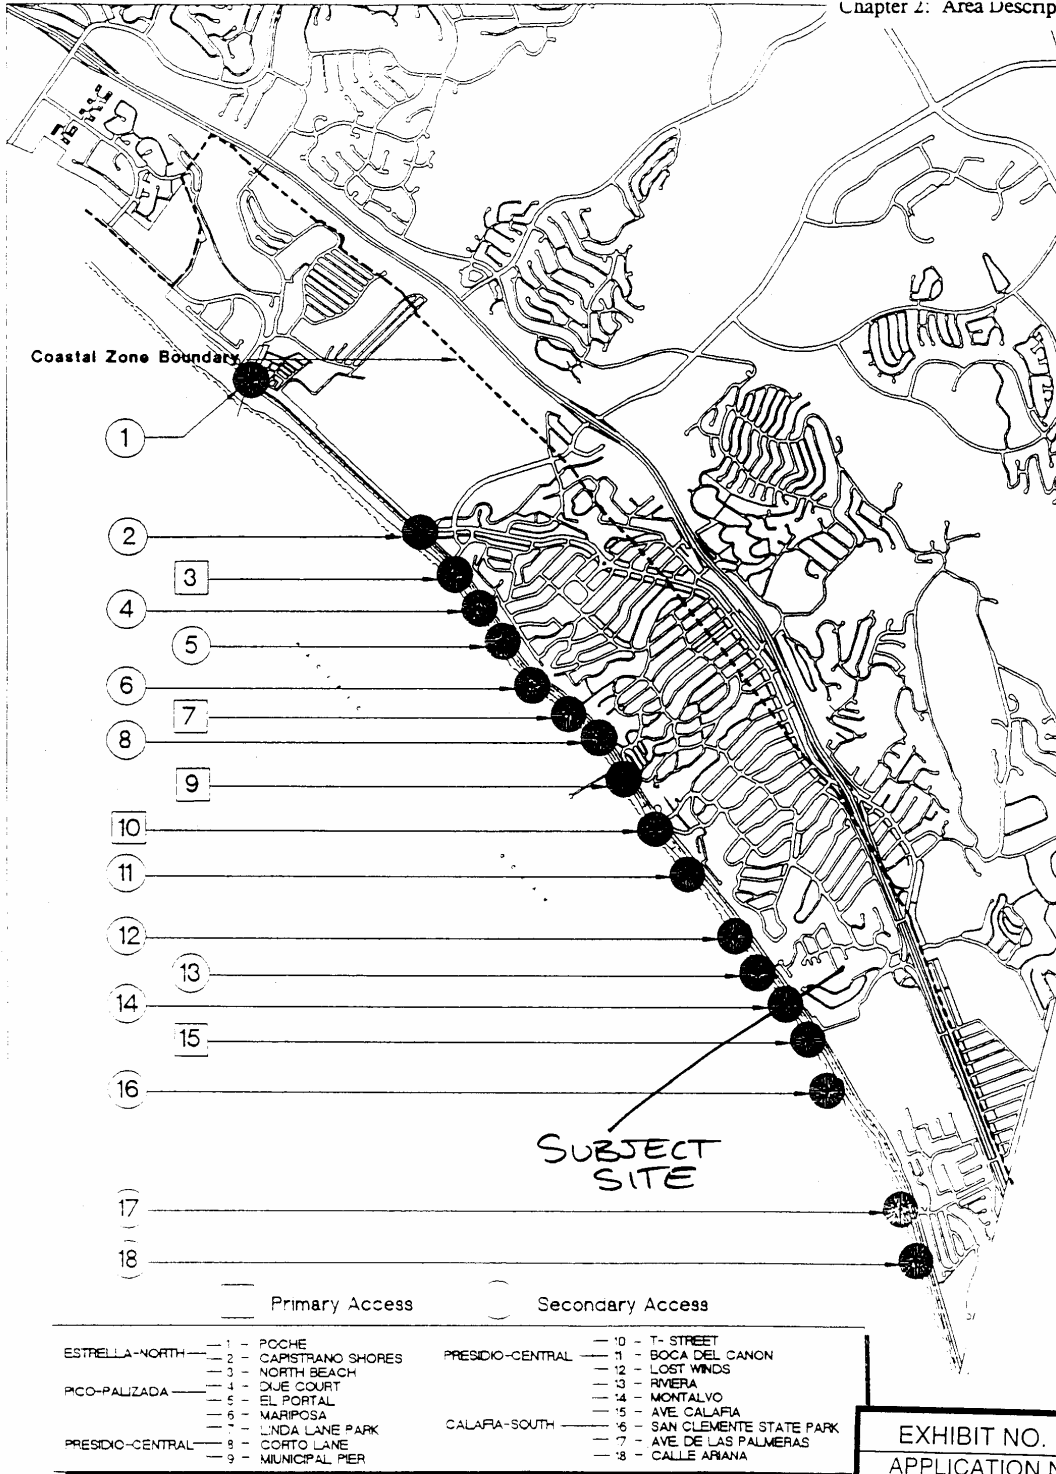 Chapter 2: Area Descrip
Coastal Zone Boundary
1
2
3
4
5
6
7
8
9
10
11
12
13
14
15
16
17
18
SUBJECT
SITE
Primary Access
Secondary Access
ESTRELLA-NORTH
1 - POCHE
2 - CAPISTRANO SHORES
3 - NORTH BEACH
PICO-PALIZADA
4 - DIJE COURT
5 - EL PORTAL
6 - MARIPOSA
7 - LINDA LANE PARK
PRESIDIO-CENTRAL
8 - CORTO LANE
9 - MIUNICIPAL PIER
PRESIDIO-CENTRAL
10 - T- STREET
11 - BOCA DEL CANON
12 - LOST WINDS
13 - RIVIERA
14 - MONTALVO
15 - AVE. CALAFIA
CALAFIA-SOUTH
16 - SAN CLEMENTE STATE PARK
17 - AVE. DE LAS PALMERAS
18 - CALLE ARIANA
EXHIBIT NO.
APPLICATION N